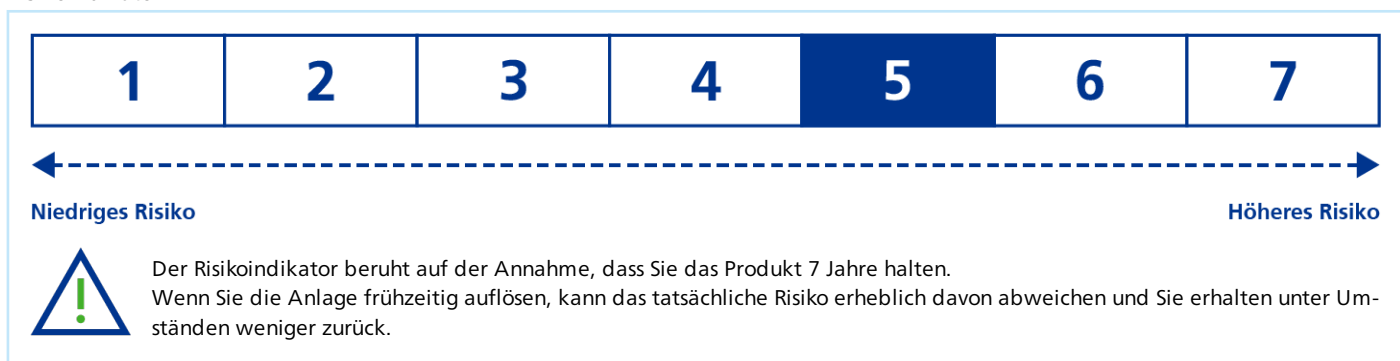 1 2 3 4 5 6 7
Niedriges Risiko Höheres Risiko
Der Risikoindikator beruht auf der Annahme, dass Sie das Produkt 7 Jahre halten.
Wenn Sie die Anlage frühzeitig auflösen, kann das tatsächliche Risiko erheblich davon abweichen und Sie erhalten unter Um-
ständen weniger zurück.